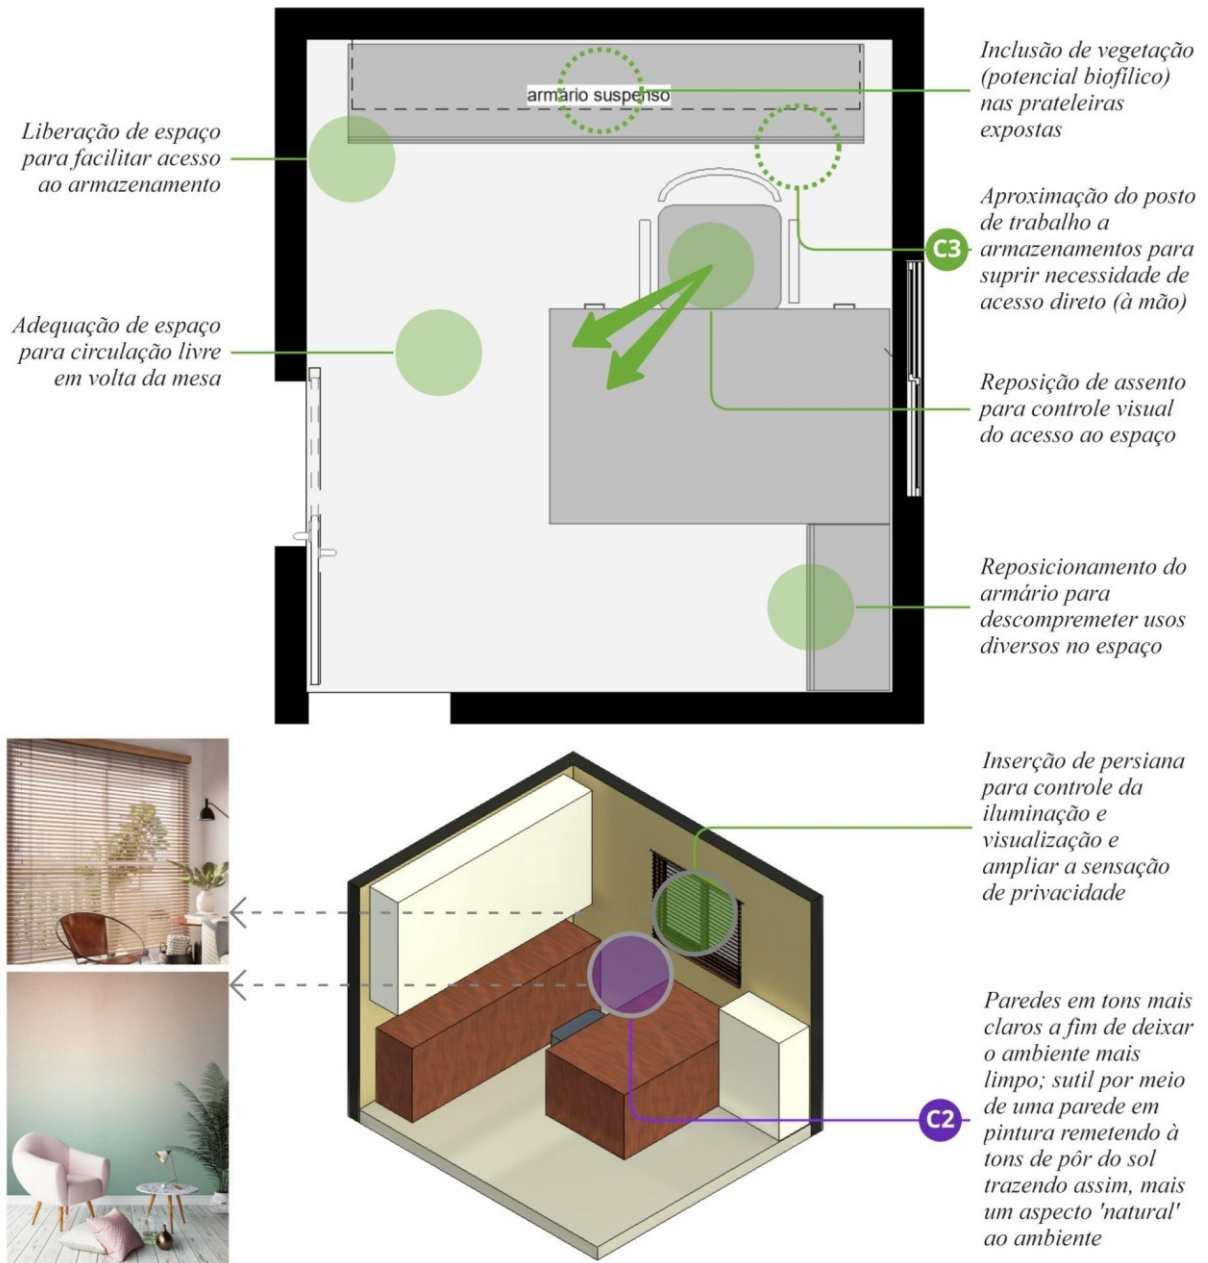 Inclusão de vegetação
(potencial biofílico)
nas prateleiras
expostas
armário suspenso
Liberação de espaço
para facilitar acesso
ao armazenamento
Aproximação do posto
de trabalho a
armazenamentos para
suprir necessidade de
acesso direto (à mão)
C3
Adequação de espaço
para circulação livre
em volta da mesa
Reposição de assento
para controle visual
do acesso ao espaço
Reposicionamento do
armário para
descompremeter usos
diversos no espaço
Inserção de persiana
para controle da
iluminação e
visualização e
ampliar a sensação
de privacidade
Paredes em tons mais
claros a fim de deixar
o ambiente mais
limpo; sutil por meio
de uma parede em
pintura remetendo à
tons de pôr do sol
trazendo assim, mais
um aspecto 'natural'
ao ambiente
C2